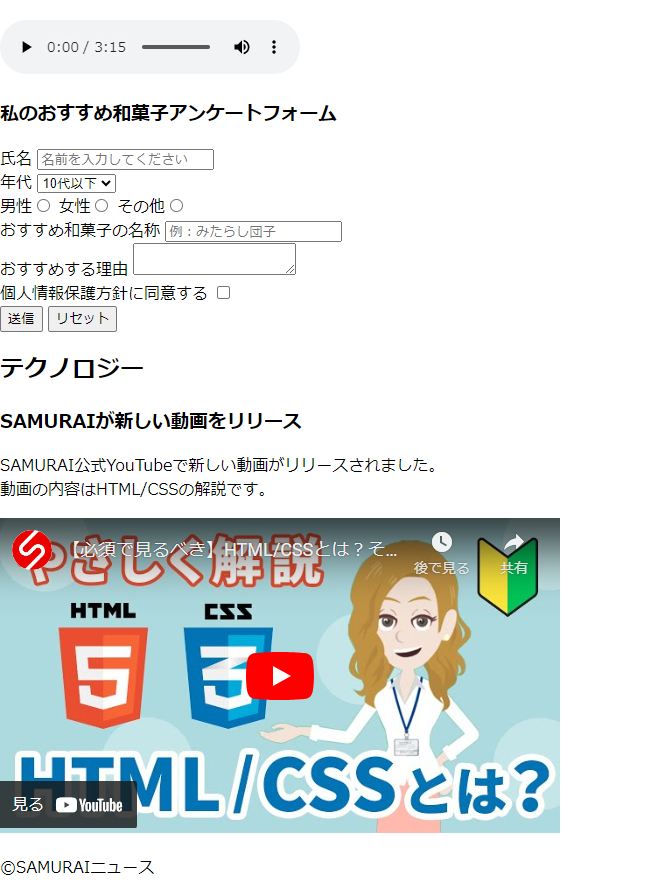 0:00 / 3:15
私のおすすめ和菓子アンケートフォーム
氏名 名前を入力してください
年代 10代以下
男性 女性 その他
おすすめ和菓子の名称 例：みたらし団子
おすすめする理由
個人情報保護方針に同意する
送信 リセット
テクノロジー
SAMURAIが新しい動画をリリース
SAMURAI公式YouTubeで新しい動画がリリースされました。
動画の内容はHTML/CSSの解説です。
【必須で見るべき】HTML/CSSとは？そ...
後で見る 共有
やさしく解説
HTML CSS
5 3
HTML/CSSとは？
見る YouTube
©SAMURAIニュース